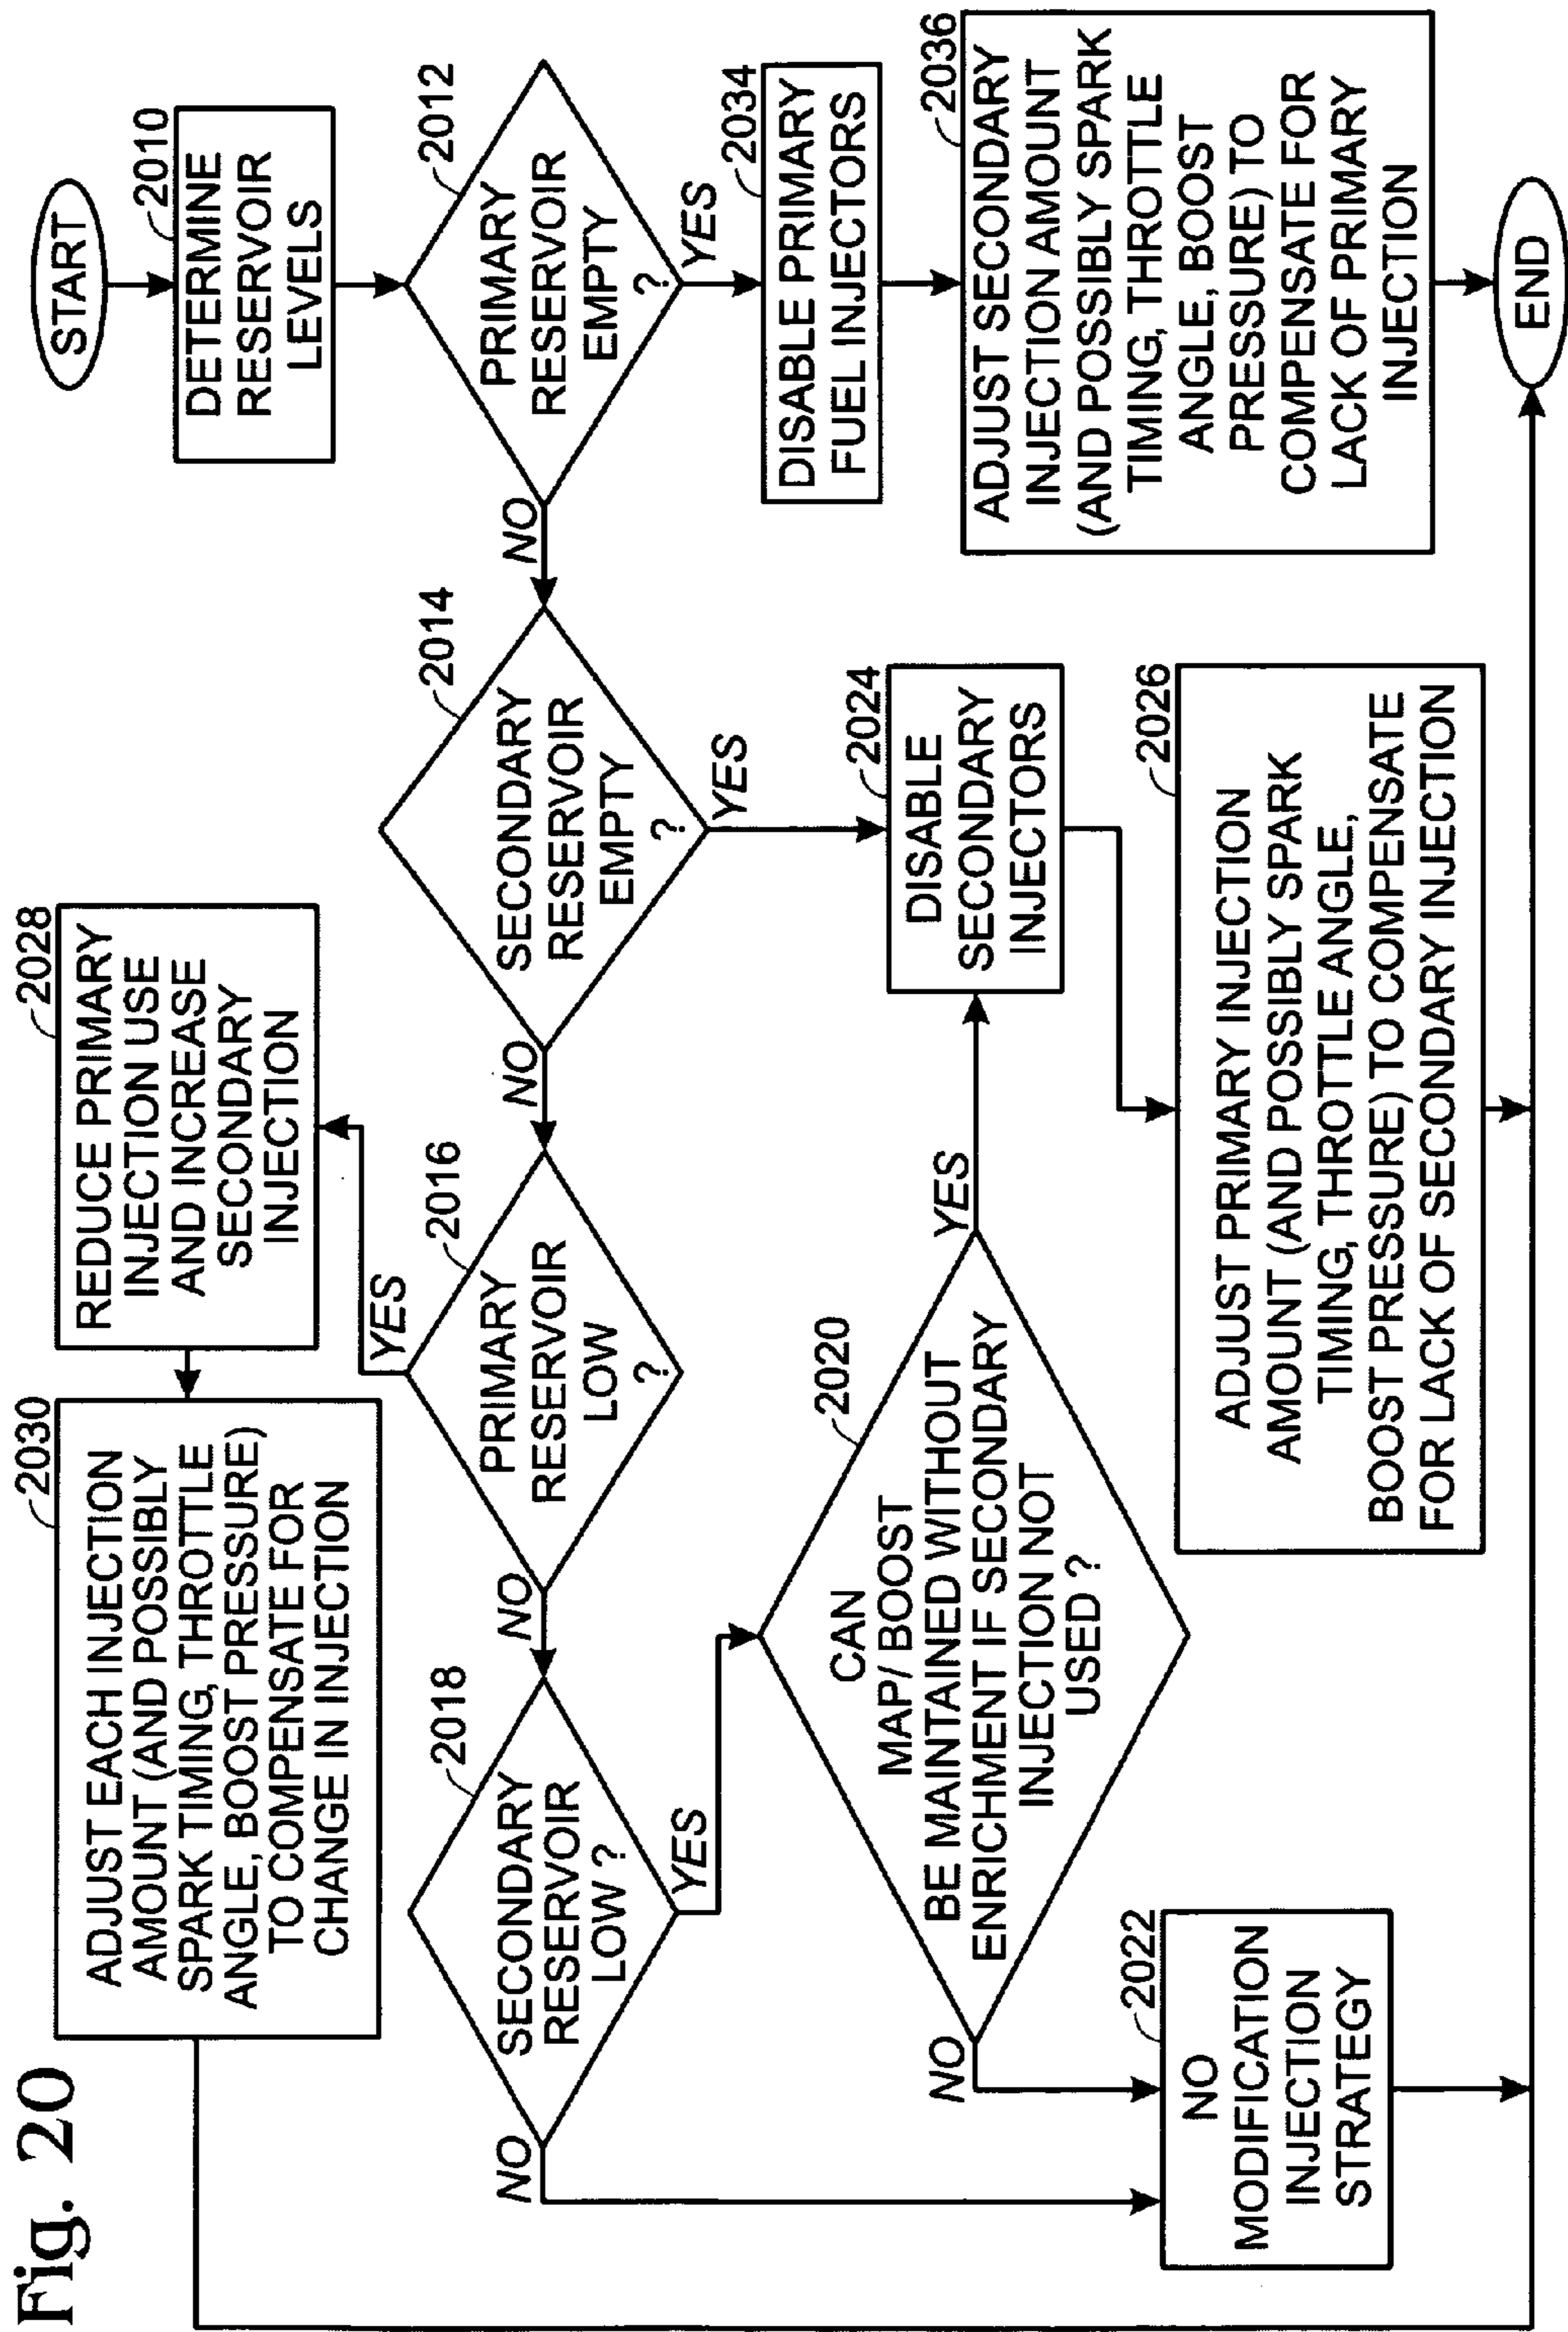 Fig. 20
START
2010
DETERMINE
RESERVOIR
LEVELS
2012
PRIMARY
RESERVOIR
EMPTY
?
YES
NO
2034
DISABLE PRIMARY
FUEL INJECTORS
2036
ADJUST SECONDARY
INJECTION AMOUNT
(AND POSSIBLY SPARK
TIMING, THROTTLE
ANGLE, BOOST
PRESSURE) TO
COMPENSATE FOR
LACK OF PRIMARY
INJECTION
END
2014
SECONDARY
RESERVOIR
EMPTY
?
YES
NO
2024
DISABLE
SECONDARY
INJECTORS
2026
ADJUST PRIMARY INJECTION
AMOUNT (AND POSSIBLY SPARK
TIMING, THROTTLE ANGLE,
BOOST PRESSURE) TO COMPENSATE
FOR LACK OF SECONDARY INJECTION
2016
PRIMARY
RESERVOIR
LOW
?
YES
NO
2028
REDUCE PRIMARY
INJECTION USE
AND INCREASE
SECONDARY
INJECTION
2030
ADJUST EACH INJECTION
AMOUNT (AND POSSIBLY
SPARK TIMING, THROTTLE
ANGLE, BOOST PRESSURE)
TO COMPENSATE FOR
CHANGE IN INJECTION
2018
SECONDARY
RESERVOIR
LOW ?
YES
NO
2020
CAN
MAP/ BOOST
BE MAINTAINED WITHOUT
ENRICHMENT IF SECONDARY
INJECTION NOT
USED ?
YES
NO
2022
NO
MODIFICATION
INJECTION
STRATEGY